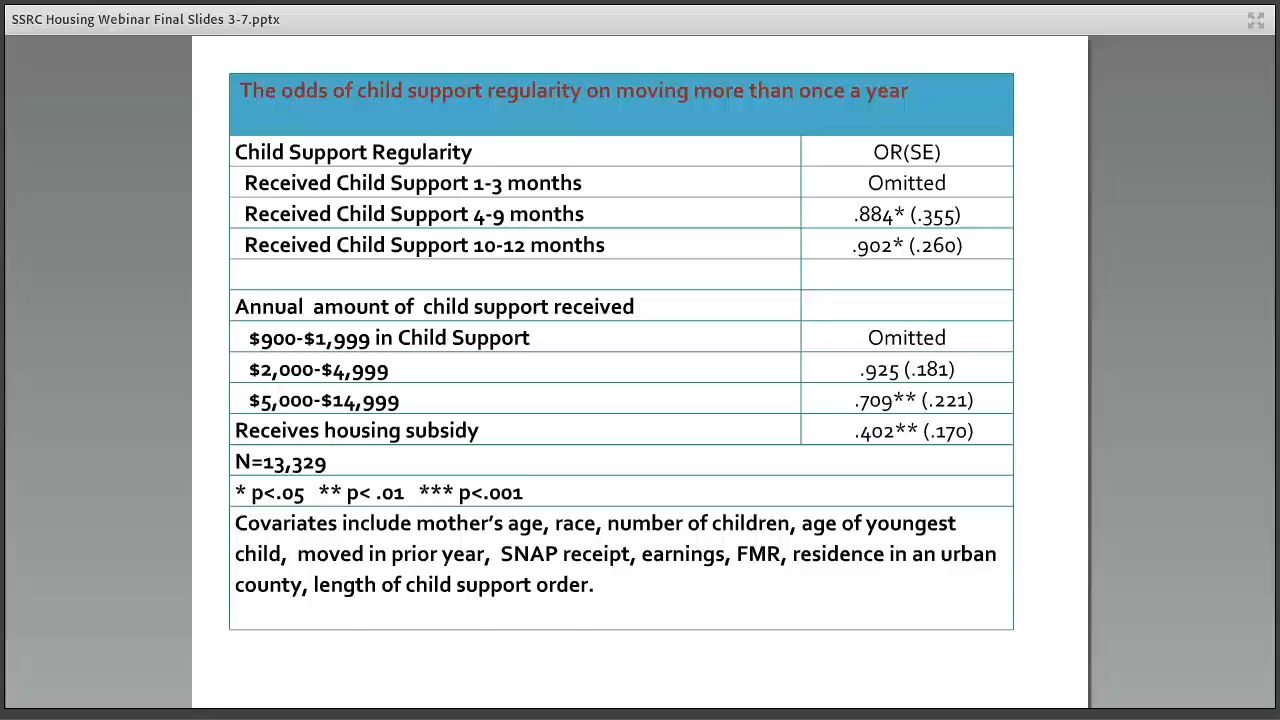 SSRC Housing Webinar Final Slides 3-7.pptx
The odds of child support regularity on moving more than once a year
Child Support Regularity OR(SE)
Received Child Support 1-3 months Omitted
Received Child Support 4-9 months .884* (.355)
Received Child Support 10-12 months .902* (.260)
Annual amount of child support received
$900-$1,999 in Child Support Omitted
$2,000-$4,999 .925 (.181)
$5,000-$14,999 .709** (.221)
Receives housing subsidy .402** (.170)
N=13,329
* p<.05 ** p< .01 *** p<.001
Covariates include mother's age, race, number of children, age of youngest
child, moved in prior year, SNAP receipt, earnings, FMR, residence in an urban
county, length of child support order.